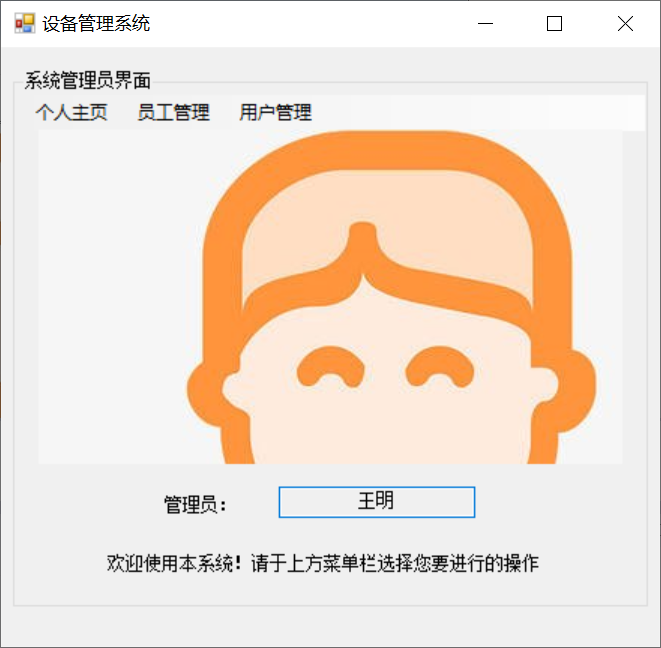 设备管理系统
系统管理员界面
个人主页 员工管理 用户管理
管理员： 王明
欢迎使用本系统！请于上方菜单栏选择您要进行的操作